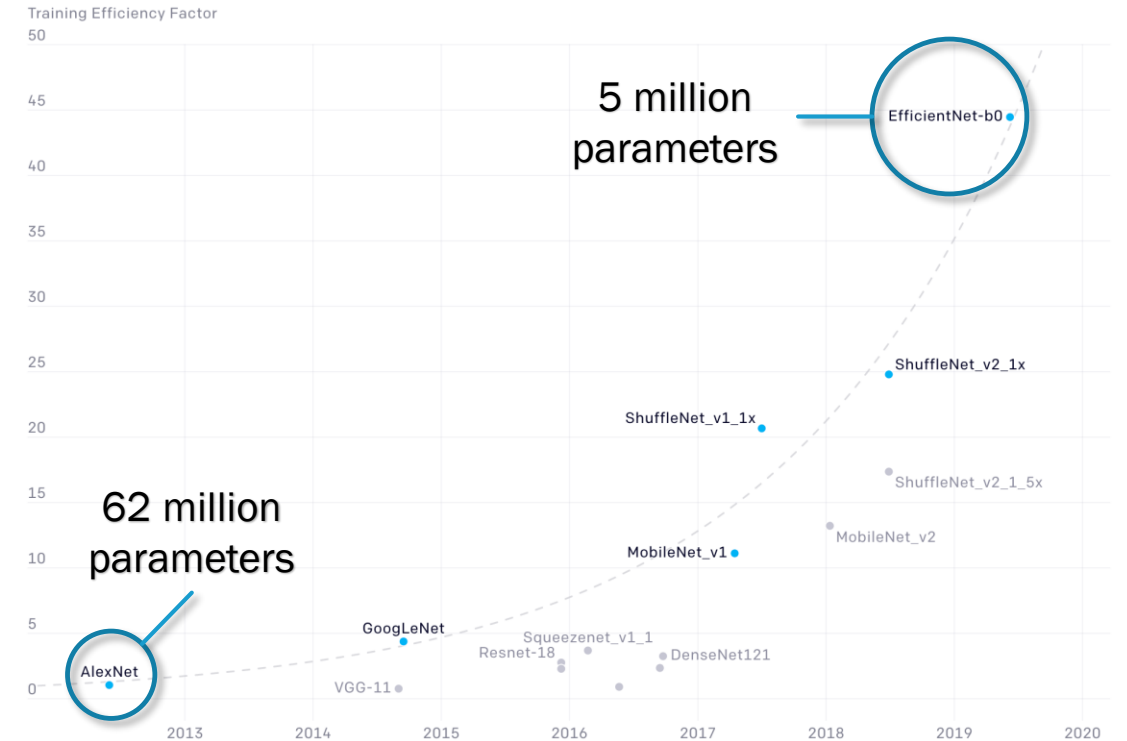 Training Efficiency Factor
50
45
40
35
30
25
20
15
10
5
0
5 million
parameters
EfficientNet-b0
ShuffleNet_v2_1x
ShuffleNet_v1_1x
ShuffleNet_v2_1_5x
62 million
parameters
MobileNet_v2
MobileNet_v1
GoogLeNet
Squeezenet_v1_1
Resnet-18
DenseNet121
AlexNet
VGG-11
2013
2014
2015
2016
2017
2018
2019
2020